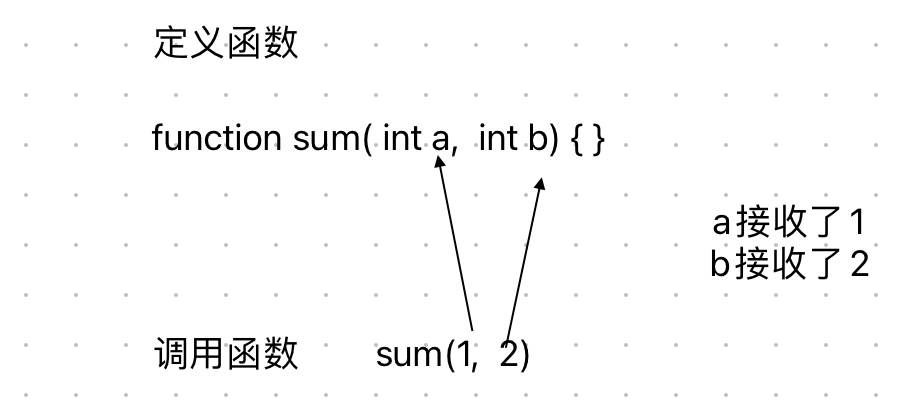 定义函数
function sum( int a, int b) { }
a接收了1
b接收了2
调用函数 sum(1, 2)